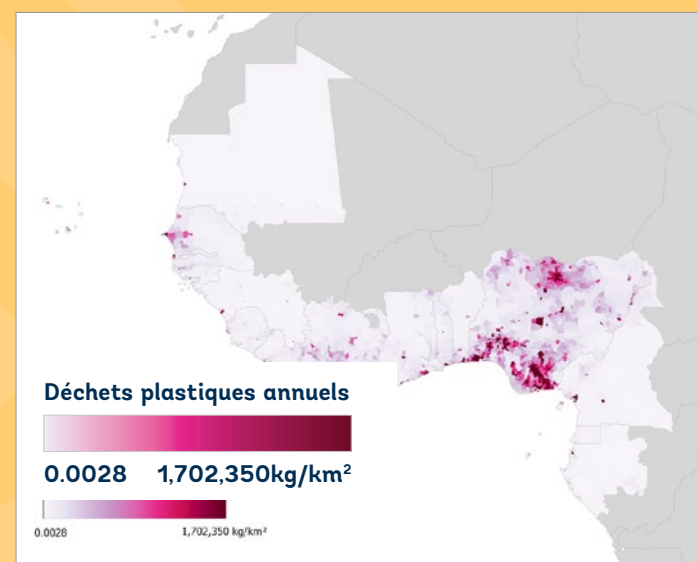 Déchets plastiques annuels
0.0028 1,702,350kg/km²
0.0028 1,702,350 kg/km²